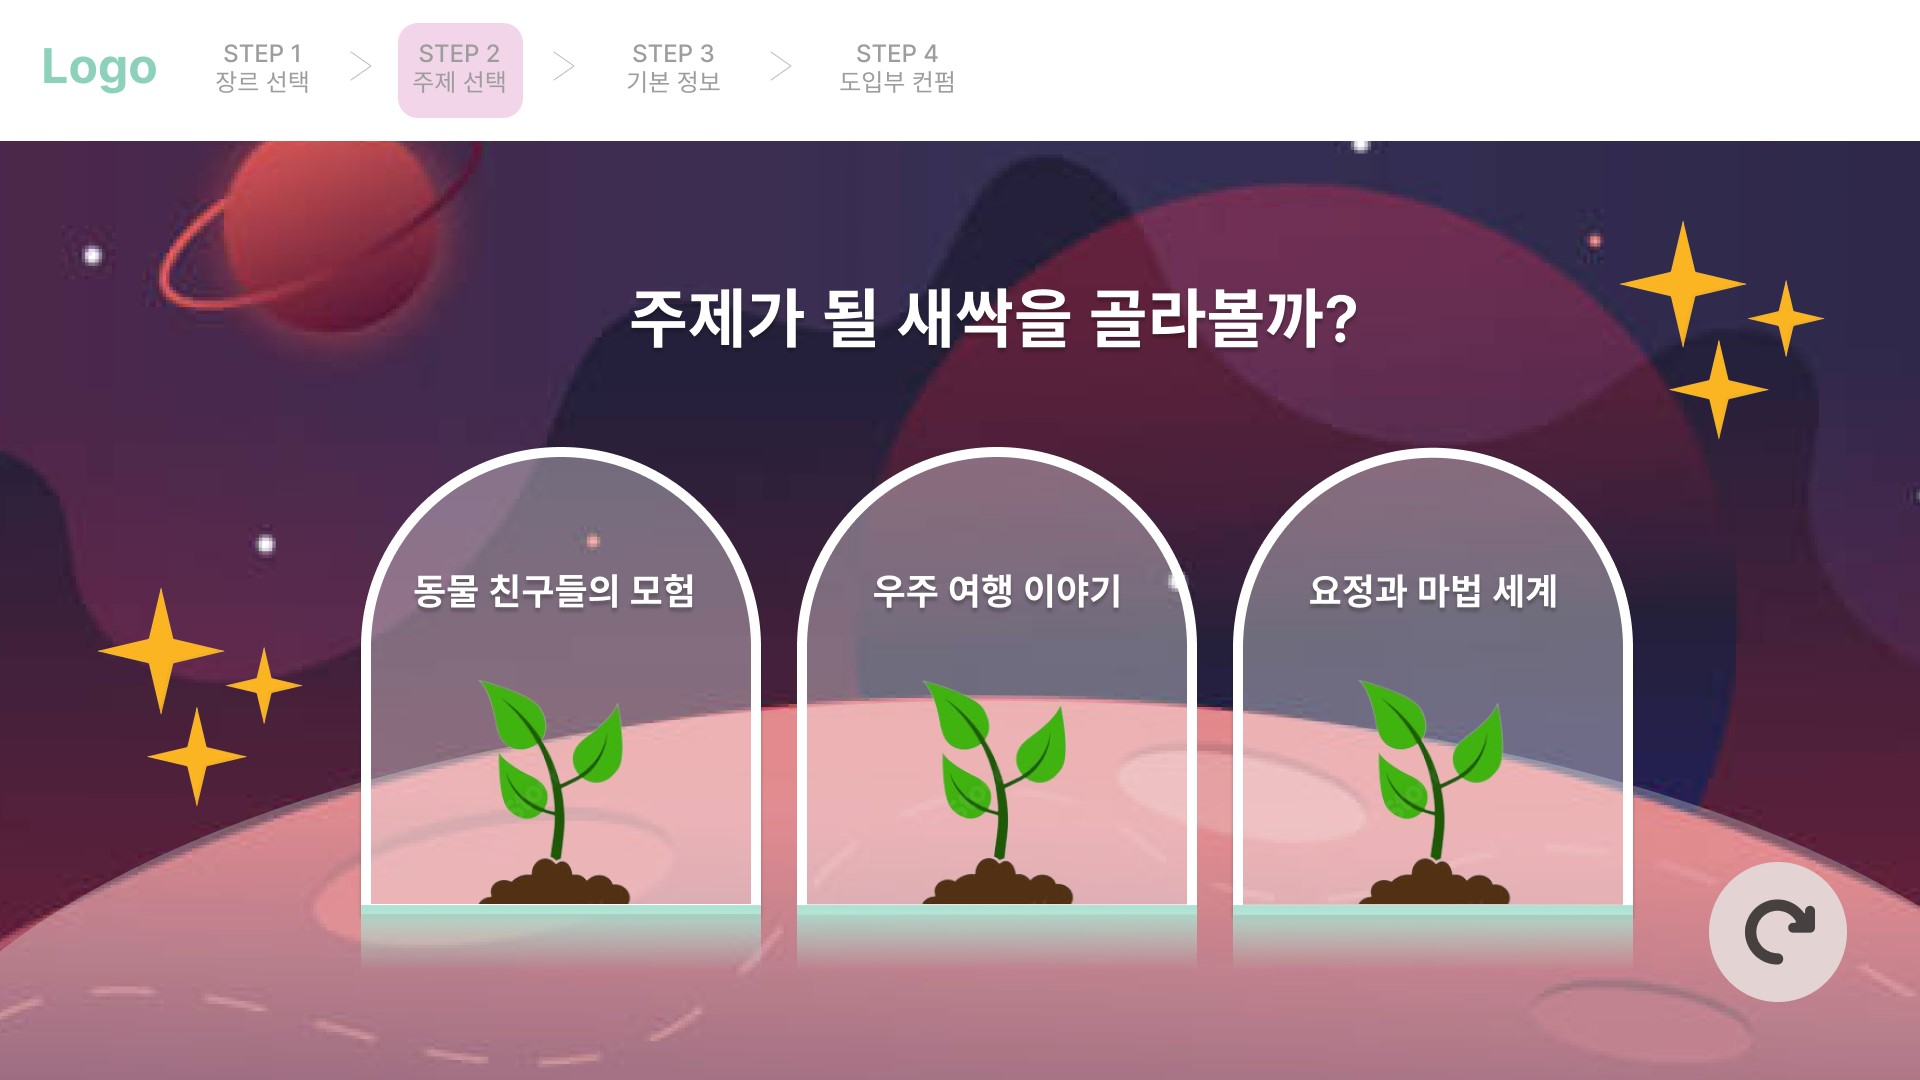 Logo
STEP 1
장르 선택
STEP 2
주제 선택
STEP 3
기본 정보
STEP 4
도입부 컨펌
주제가 될 새싹을 골라볼까?
동물 친구들의 모험
우주 여행 이야기
요정과 마법 세계